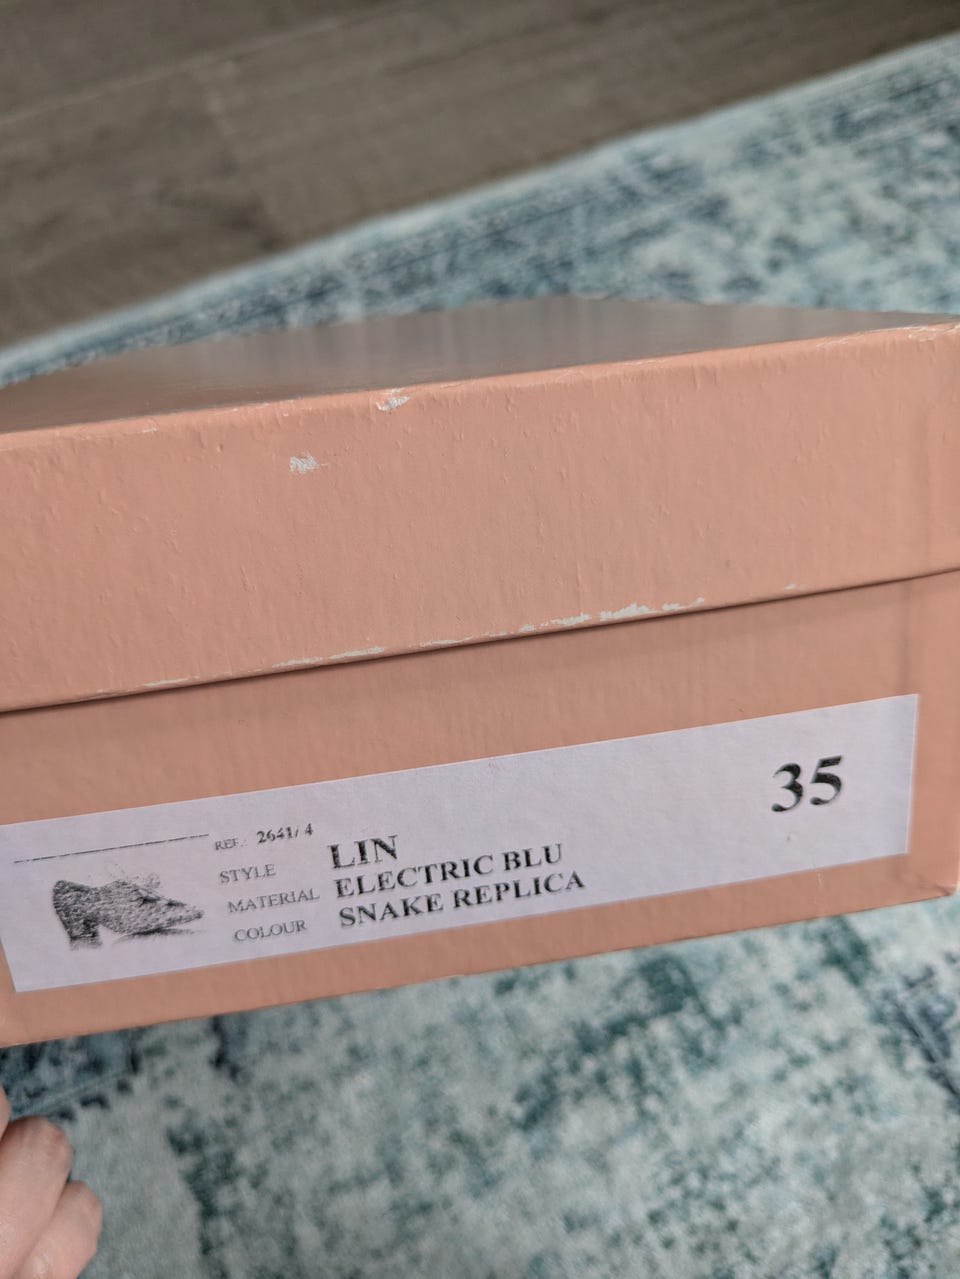 REF.: 2641/4
35
STYLE LIN
MATERIAL ELECTRIC BLU
COLOUR SNAKE REPLICA